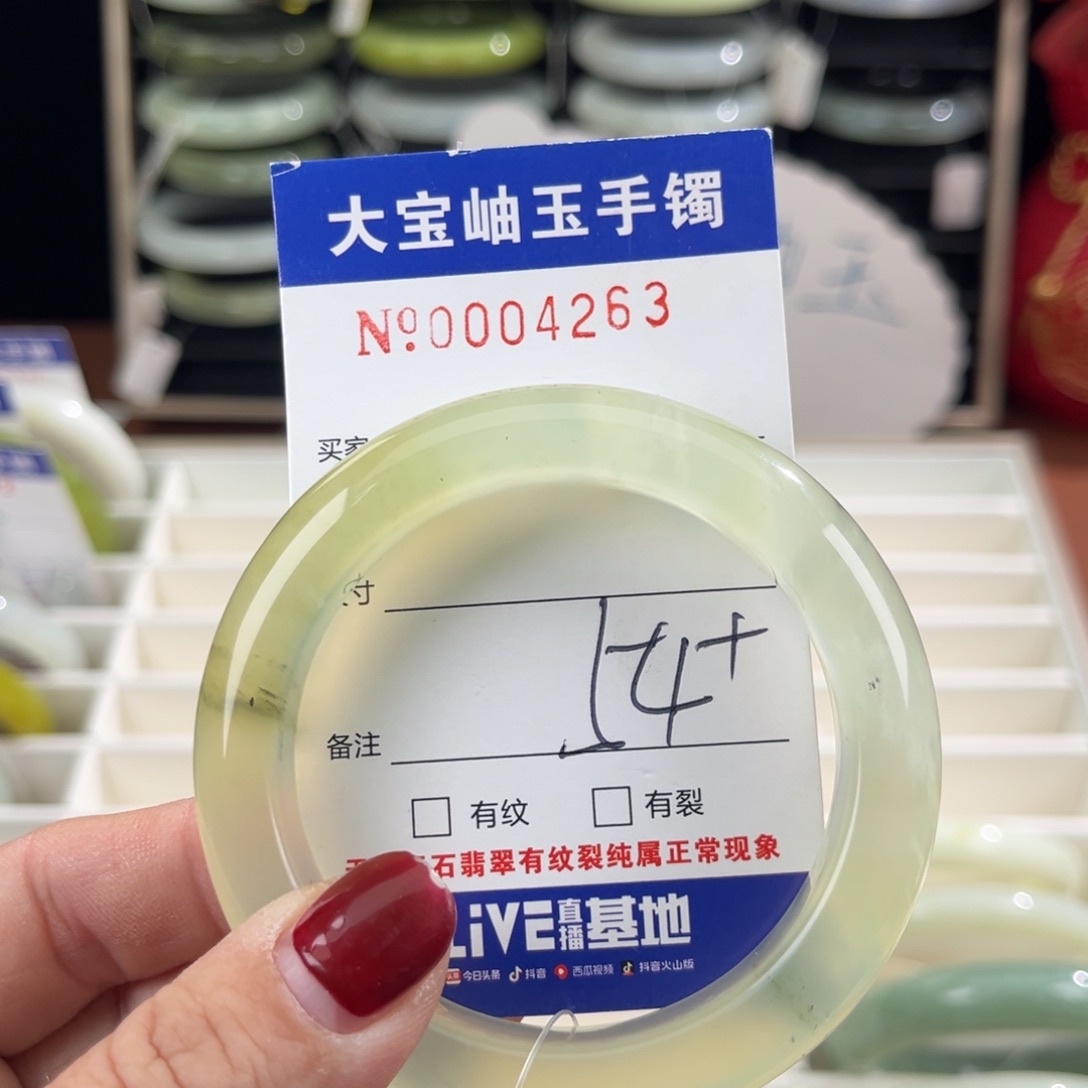 大宝岫玉手镯
Nº0004263
买家
寸
54+
备注
有纹 有裂
石翡翠有纹裂纯属正常现象
LiVE直播基地
今日头条 抖音 西瓜视频 抖音火山版